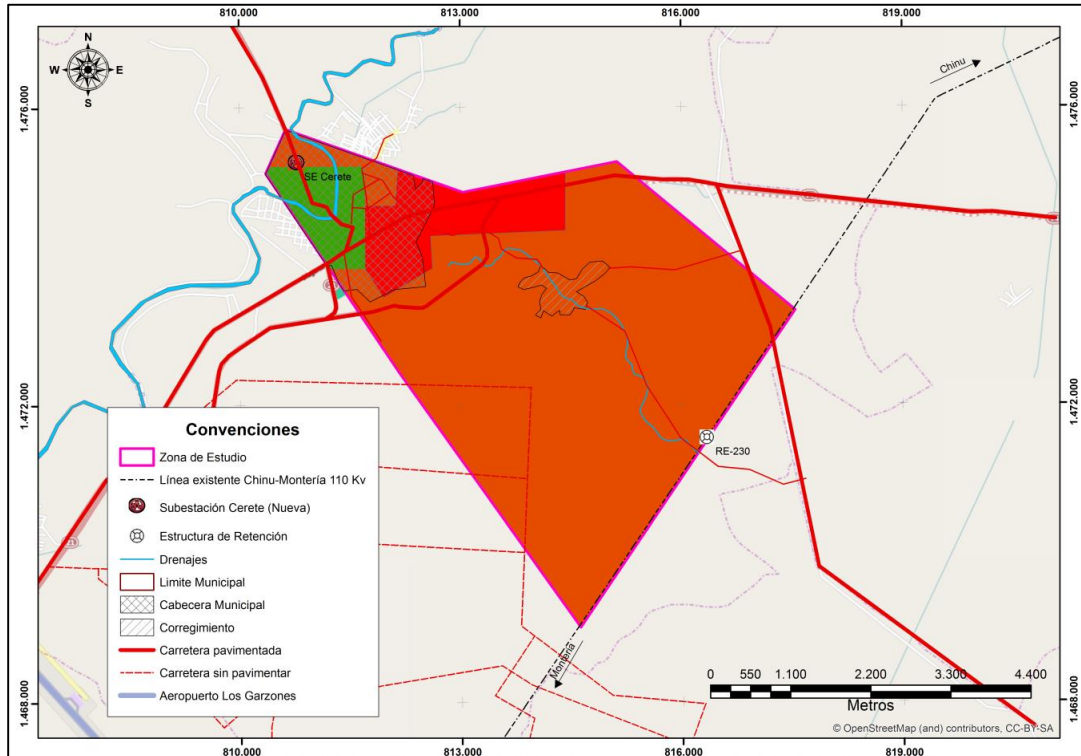 810.000 813.000 816.000 819.000
N
W E
S
Chinu
1.476.000 1.476.000
SE Cerete
1.472.000 1.472.000
RE-230
Convenciones
Zona de Estudio
Línea existente Chinu-Montería 110 Kv
Subestación Cerete (Nueva)
Estructura de Retención
Drenajes
Limite Municipal
Cabecera Municipal
Corregimiento
Carretera pavimentada
Carretera sin pavimentar
Aeropuerto Los Garzones
Montería
0 550 1.100 2.200 3.300 4.400
Metros
1.468.000 1.468.000
© OpenStreetMap (and) contributors, CC-BY-SA
810.000 813.000 816.000 819.000